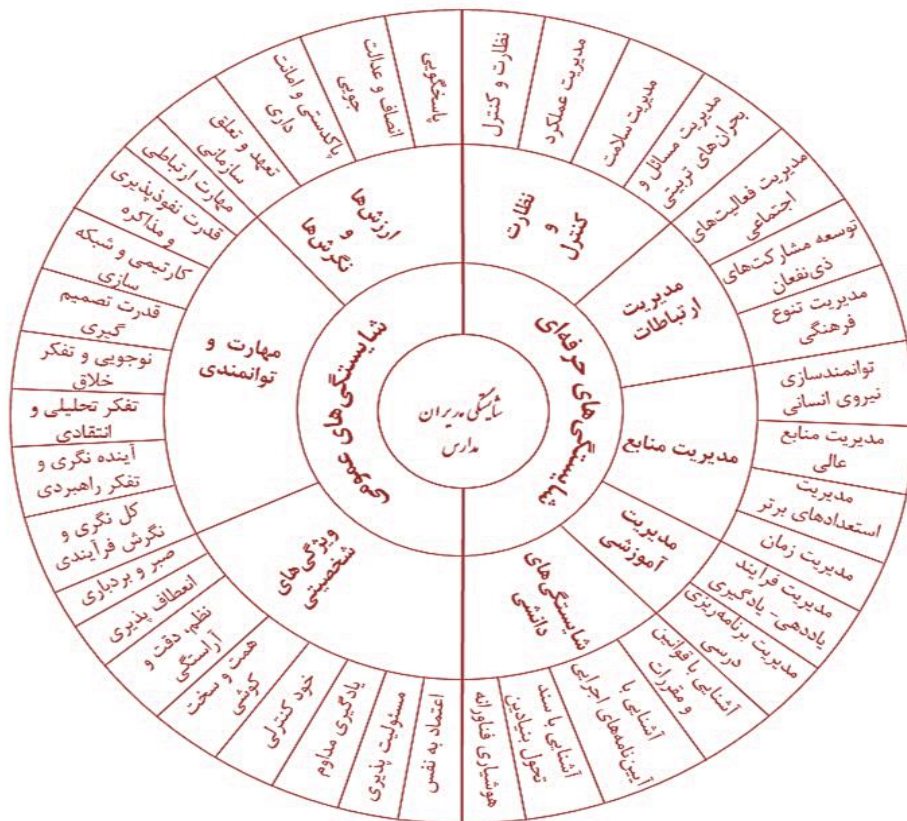 شایستگی مدیران
مدارس
شایستگی‌های حرفه‌ای
شایستگی‌های عمومی
کنترل
و
نظارت
نظارت و کنترل
مدیریت عملکرد
مدیریت سلامت
مدیریت مسائل و
بحران‌های تربیتی
مدیریت
ارتباطات
مدیریت فعالیت‌های
اجتماعی
توسعه مشارکت‌های
ذی‌نفعان
مدیریت تنوع
فرهنگی
مدیریت منابع
توانمندسازی
نیروی انسانی
مدیریت منابع
عالی
مدیریت
استعدادهای برتر
مدیریت زمان
مدیریت
آموزشی
مدیریت فرایند
یاددهی- یادگیری
مدیریت برنامه‌ریزی
درسی
شایستگی های
دانشی
آشنایی با قوانین
و مقررات
آشنایی با
آیین‌نامه‌های اجرایی
آشنایی با سند
تحول بنیادین
هوشیاری فناورانه
ویژگی‌های
شخصیتی
اعتماد به نفس
مسئولیت پذیری
یادگیری مداوم
خود کنترلی
همت و سخت
کوشی
نظم، دقت و
آراستگی
انعطاف پذیری
صبر و بردباری
مهارت و
توانمندی
کل نگری و
نگرش فرآیندی
آینده نگری و
تفکر راهبردی
تفکر تحلیلی و
انتقادی
نوجویی و تفکر
خلاق
قدرت تصمیم
گیری
کارتیمی و شبکه
سازی
قدرت نفوذپذیری
و مذاکره
مهارت ارتباطی
ارزش‌ها
و
نگرش‌ها
تعهد و تعلق
سازمانی
پاکدستی و امانت
داری
انصاف و عدالت
جویی
پاسخگویی